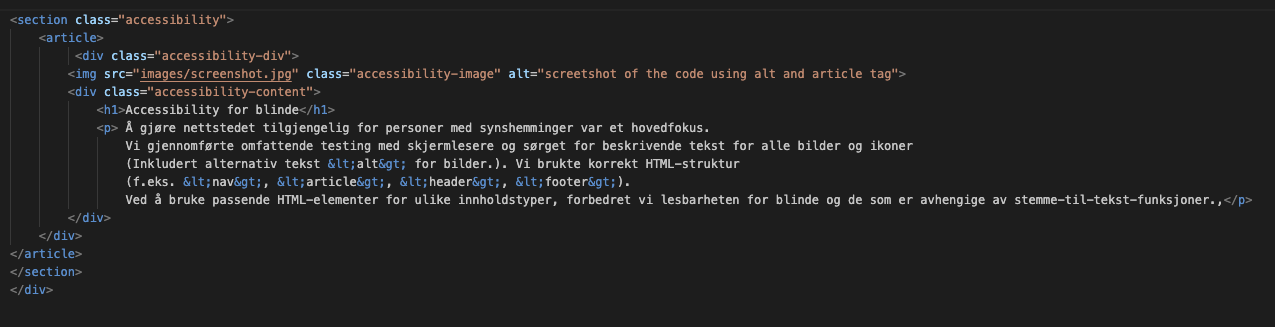 <section class="accessibility">
<article>
<div class="accessibility-div">
<img src="images/screenshot.jpg" class="accessibility-image" alt="screetshot of the code using alt and article tag">
<div class="accessibility-content">
<h1>Accessibility for blinde</h1>
<p> Å gjøre nettstedet tilgjengelig for personer med synshemminger var et hovedfokus.
Vi gjennomførte omfattende testing med skjermlesere og sørget for beskrivende tekst for alle bilder og ikoner
(Inkludert alternativ tekst &lt;alt&gt; for bilder.). Vi brukte korrekt HTML-struktur
(f.eks. &lt;nav&gt;, &lt;article&gt;, &lt;header&gt;, &lt;footer&gt;).
Ved å bruke passende HTML-elementer for ulike innholdstyper, forbedret vi lesbarheten for blinde og de som er avhengige av stemme-til-tekst-funksjoner.,</p>
</div>
</div>
</article>
</section>
</div>